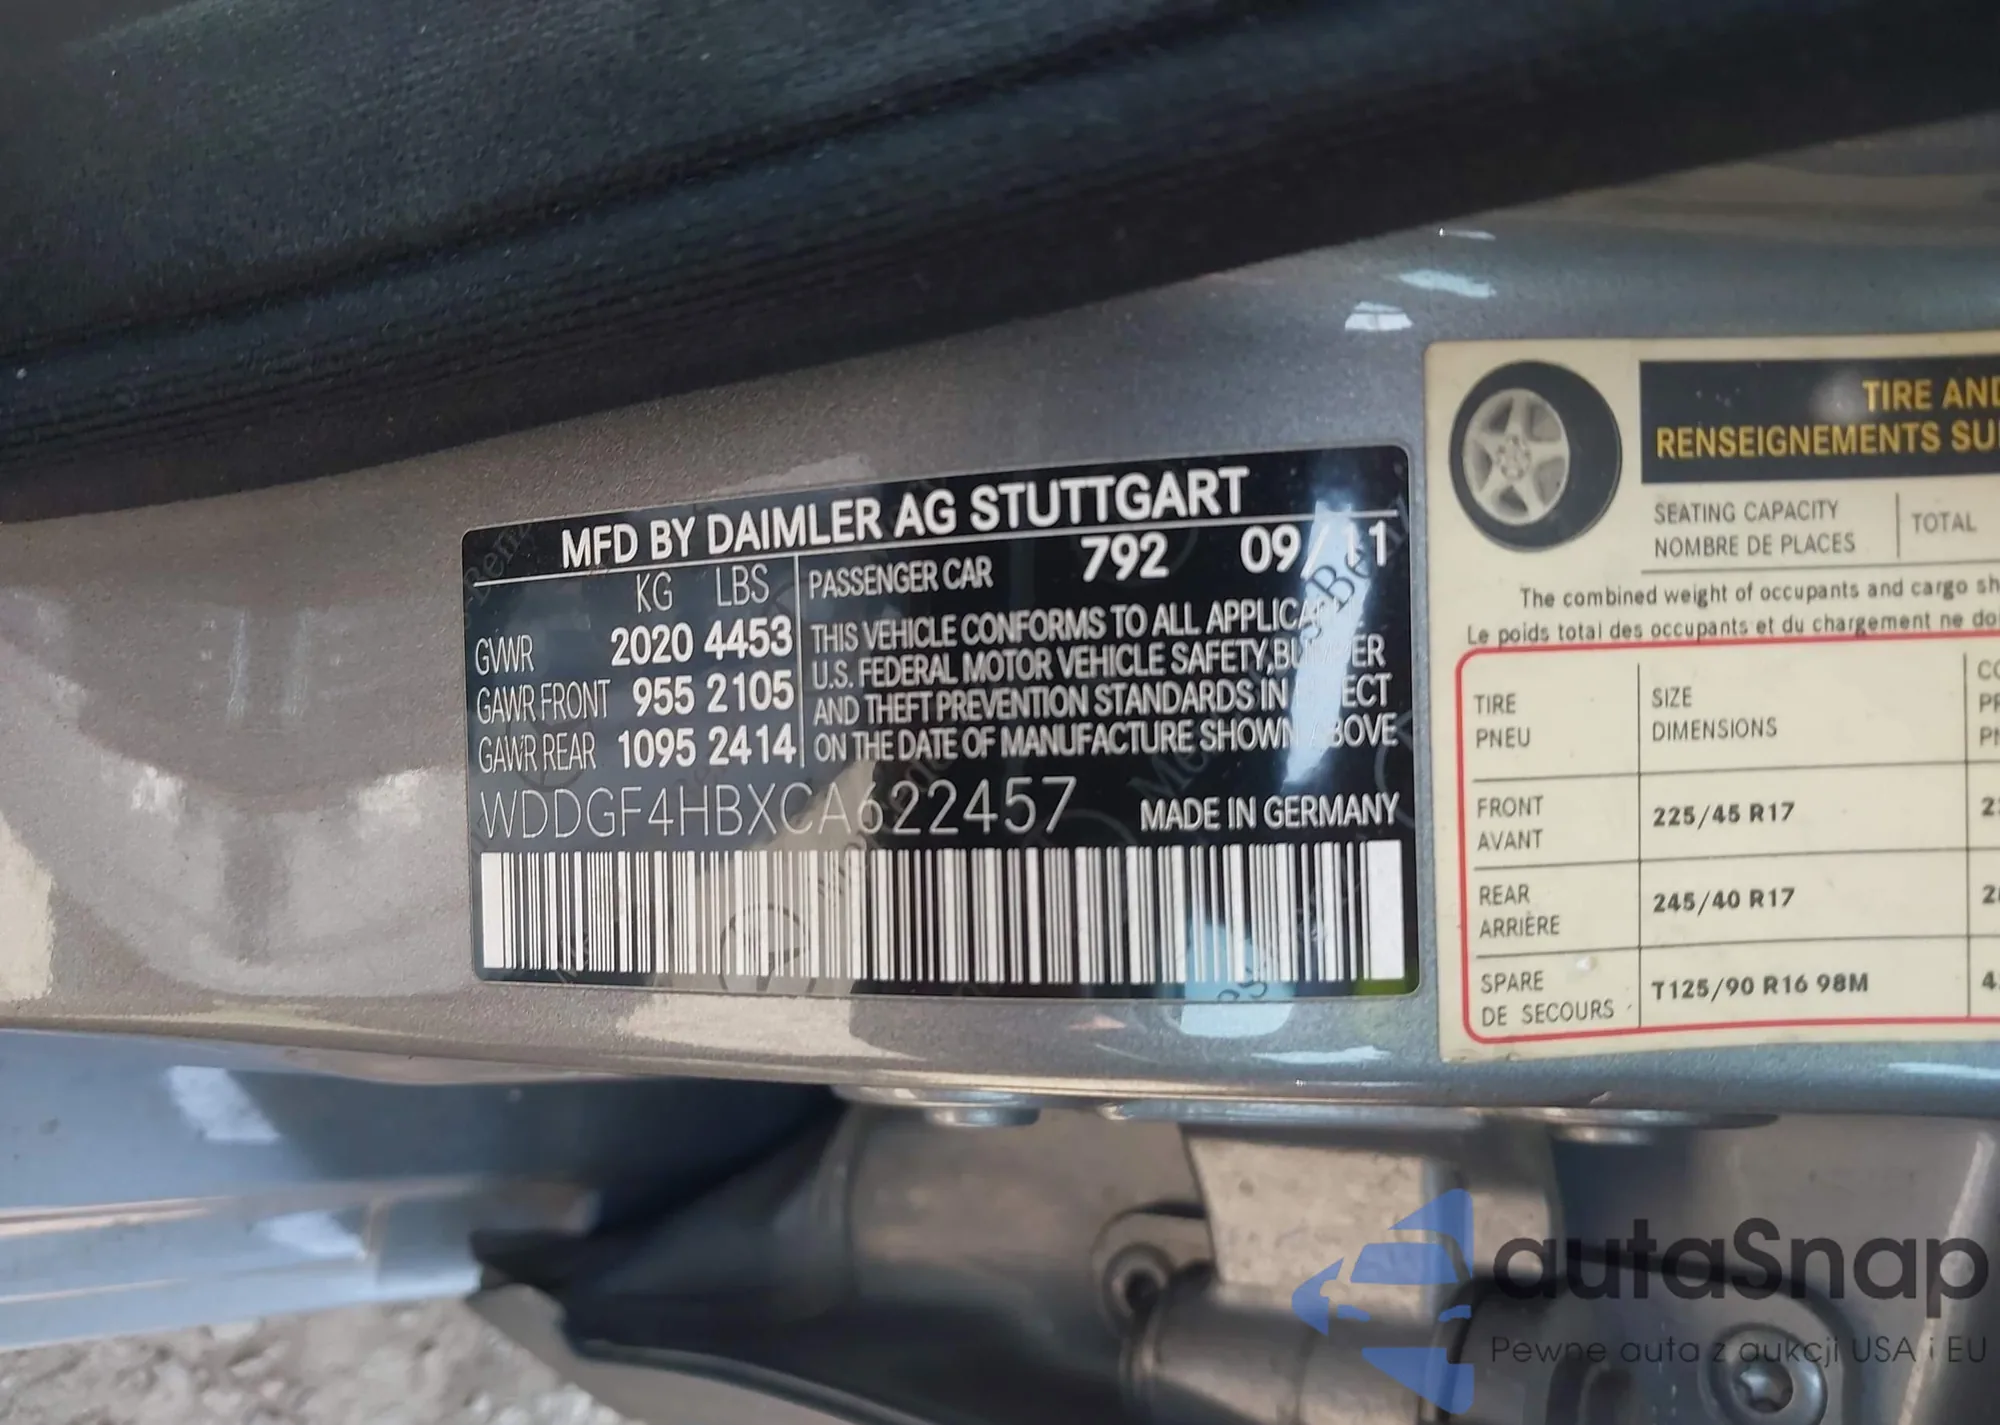 MFD BY DAIMLER AG STUTTGART
KG LBS PASSENGER CAR 792 09/11
GVWR 2020 4453
GAWR FRONT 955 2105
GAWR REAR 1095 2414
THIS VEHICLE CONFORMS TO ALL
U.S. FEDERAL MOTOR VEHICLE SAFETY,
AND THEFT PREVENTION STANDARDS IN
ON THE DATE OF MANUFACTURE SHOWN ABOVE
WDDGF4HBXCA622457 MADE IN GERMANY
TIRE AND
RENSEIGNEMENTS
SEATING CAPACITY
NOMBRE DE PLACES
TOTAL
The combined weight of occupants and cargo
Le poids total des occupants et du chargement ne
TIRE
PNEU
SIZE
DIMENSIONS
FRONT
AVANT
225/45 R17
REAR
ARRIÈRE
245/40 R17
SPARE
DE SECOURS
T125/90 R16 98M
autaSnap
Pewne auta z aukcji USA i EU